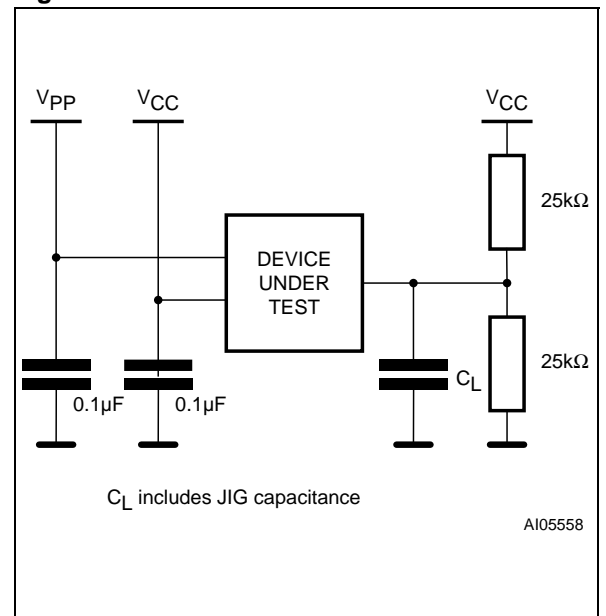 VPP
VCC
VCC
25kΩ
DEVICE
UNDER
TEST
25kΩ
CL
0.1µF
0.1µF
CL includes JIG capacitance
AI05558